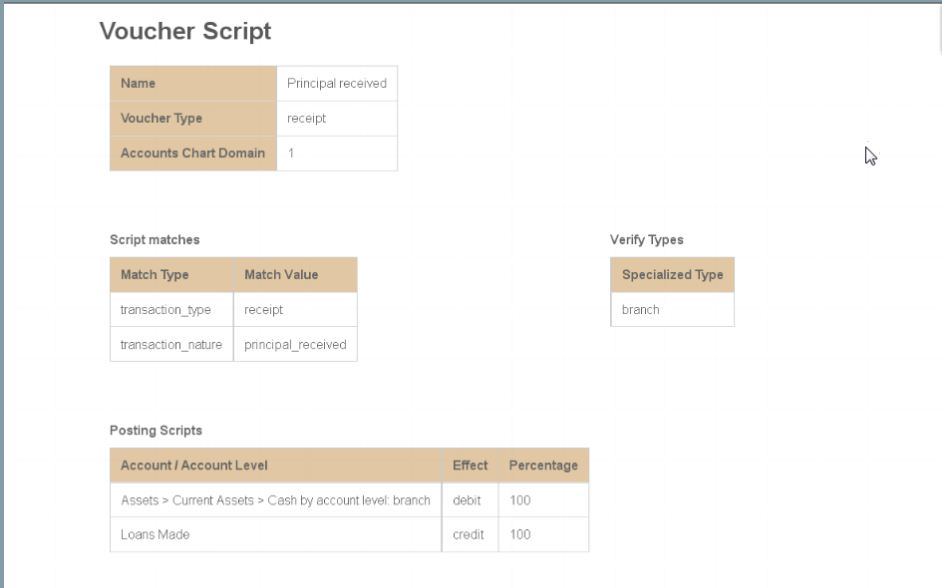 Voucher Script
Name Principal received
Voucher Type receipt
Accounts Chart Domain 1
Script matches
Match Type Match Value
transaction_type receipt
transaction_nature principal_received
Verify Types
Specialized Type
branch
Posting Scripts
Account / Account Level Effect Percentage
Assets > Current Assets > Cash by account level: branch debit 100
Loans Made credit 100